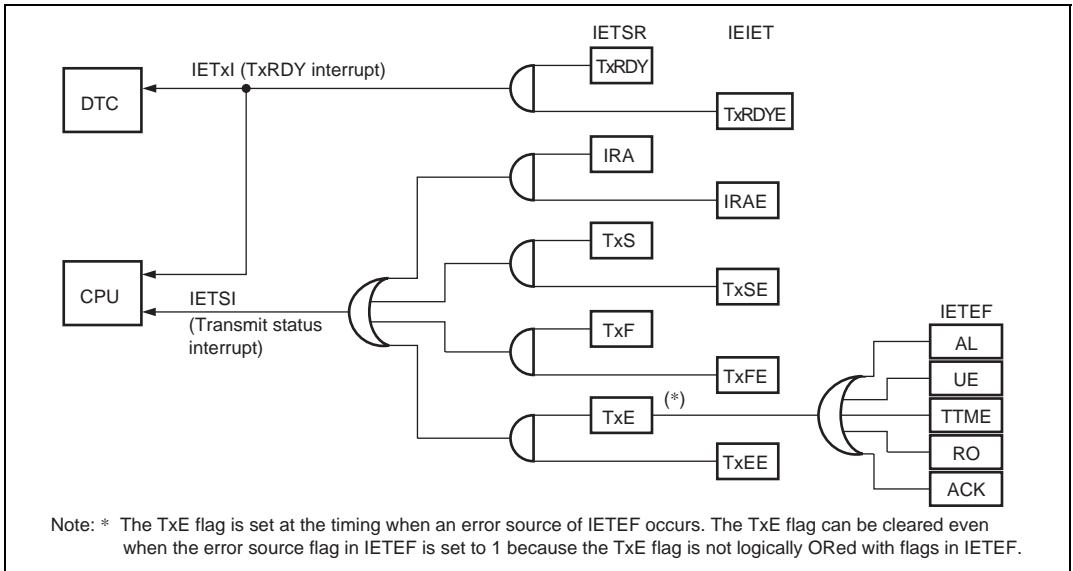 IETSR IEIET
IETxI (TxRDY interrupt)
TxRDY
DTC
TxRDYE
IRA
IRAE
TxS
CPU
IETSI
(Transmit status
interrupt)
TxSE
IETEF
TxF
AL
TxFE
UE
TxE
(*)
TTME
TxEE
RO
ACK
Note: * The TxE flag is set at the timing when an error source of IETEF occurs. The TxE flag can be cleared even
when the error source flag in IETEF is set to 1 because the TxE flag is not logically ORed with flags in IETEF.